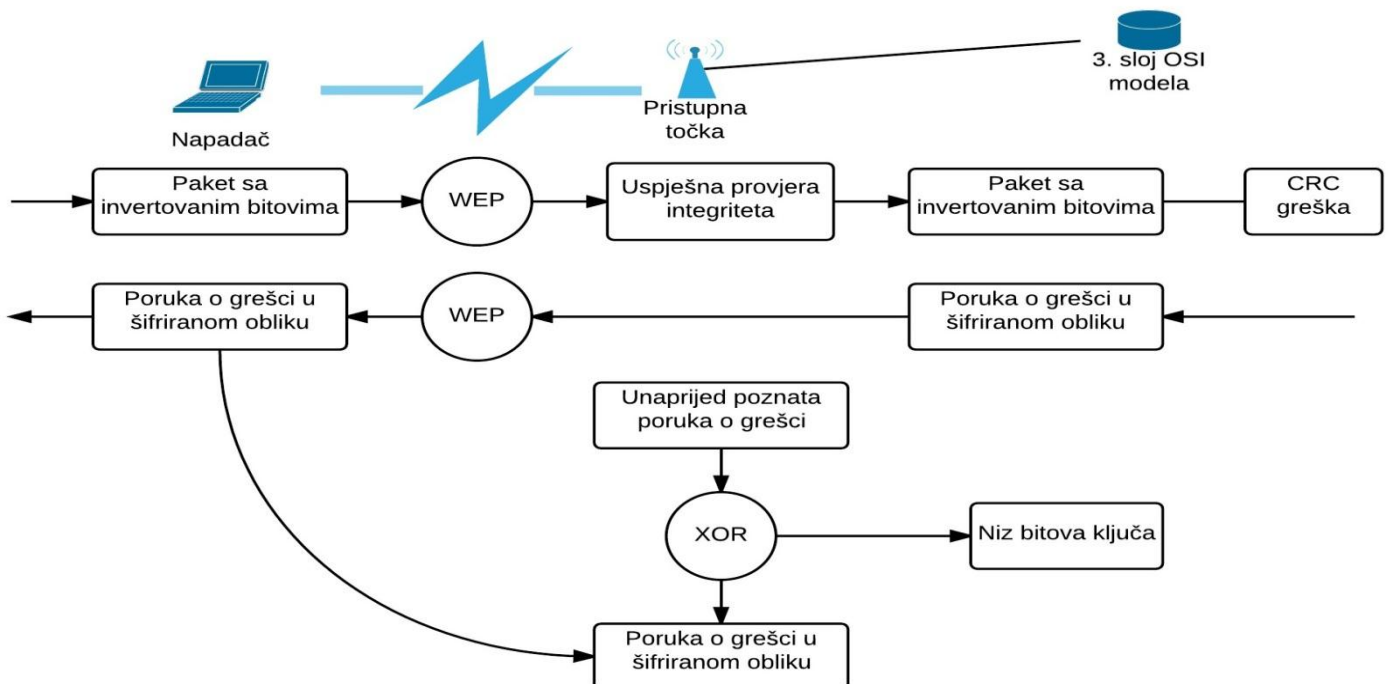 3. sloj OSI
modela
Pristupna
točka
Napadač
Paket sa
invertovanim bitovima
WEP
Uspješna provjera
integriteta
Paket sa
invertovanim bitovima
CRC
greška
Poruka o grešci u
šifriranom obliku
WEP
Poruka o grešci u
šifriranom obliku
Unaprijed poznata
poruka o grešci
XOR
Niz bitova ključa
Poruka o grešci u
šifriranom obliku